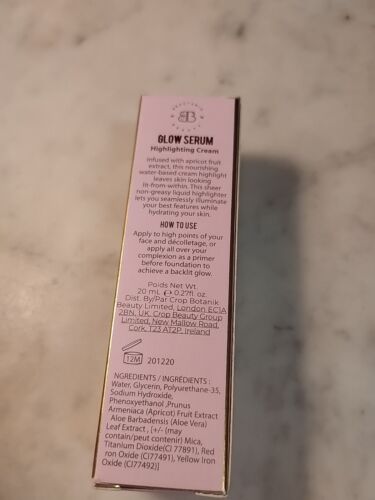 BB
GLOW SERUM
Highlighting Cream
Infused with apricot fruit
extract, this nourishing
water-based cream highlight
leaves skin looking
lit-from-within. This sheer
non-greasy liquid highlighter
lets you seamlessly illuminate
your best features while
hydrating your skin.
HOW TO USE
Apply to high points of your
face and décolletage, or
apply all over your
complexion as a primer
before foundation to
achieve a backlit glow.
Poids Net Wt.
20 mL ℮ 0.27fl. oz.
Dist. By/Par Crop Botanik
Beauty Limited, London EC1A
2BN, UK, Crop Beauty Group
Limited, New Mallow Road,
Cork, T23 AT2P, Ireland
12M 201220
NGREDIENTS / INGRÉDIENTS :
Water, Glycerin, Polyurethane-35,
Sodium Hydroxide,
Phenoxyethanol ,Prunus
Armeniaca (Apricot) Fruit Extract
Aloe Barbadensis (Aloe Vera)
Leaf Extract , (+/- (may
contain/peut contenir) Mica,
Titanium Dioxide(CI 77891), Red
ron Oxide (CI77491), Yellow Iron
Oxide (CI77492)]